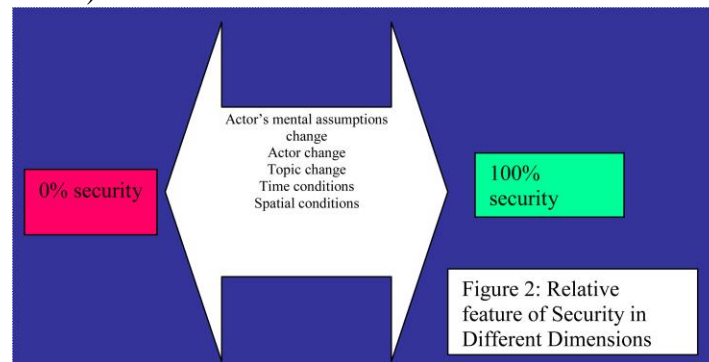 Actor's mental assumptions
change
Actor change
Topic change
Time conditions
Spatial conditions
0% security
100%
security
Figure 2: Relative
feature of Security in
Different Dimensions